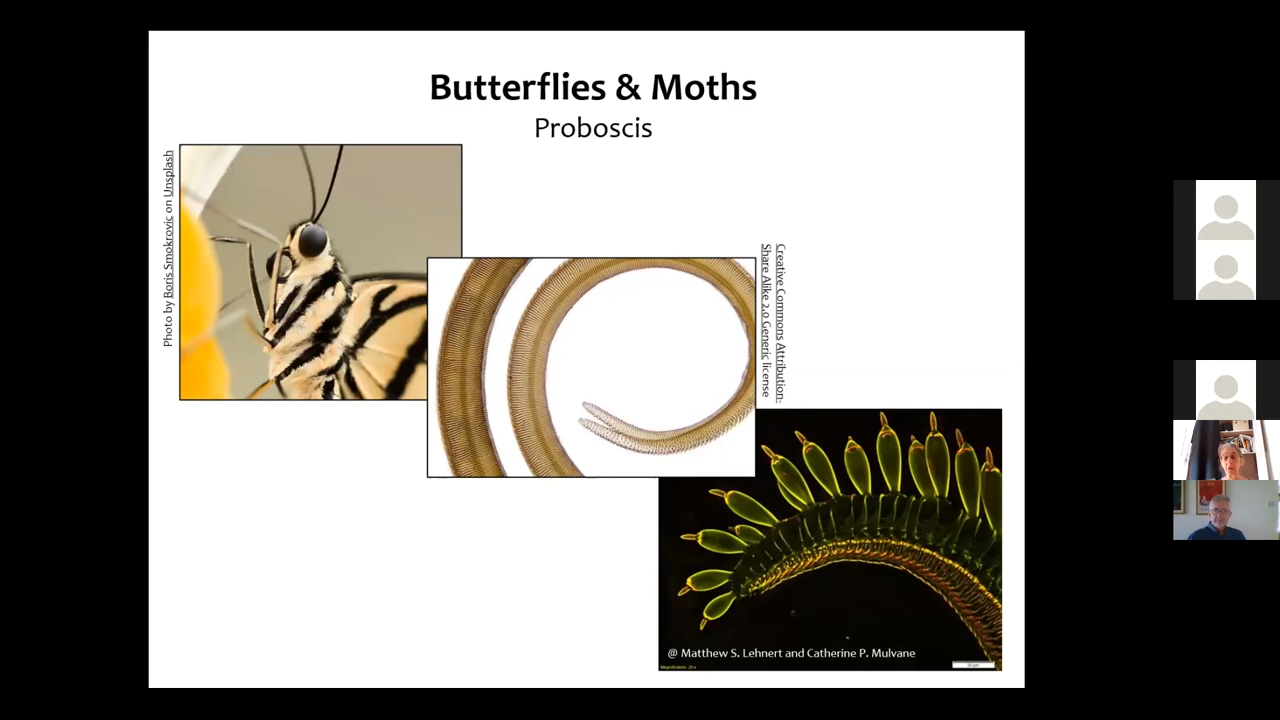 Butterflies & Moths
Proboscis
Photo by Boris Smokrovic on Unsplash
Creative Commons Attribution-
Share Alike 2.0 Generic license
@ Matthew S. Lehnert and Catherine P. Mulvane